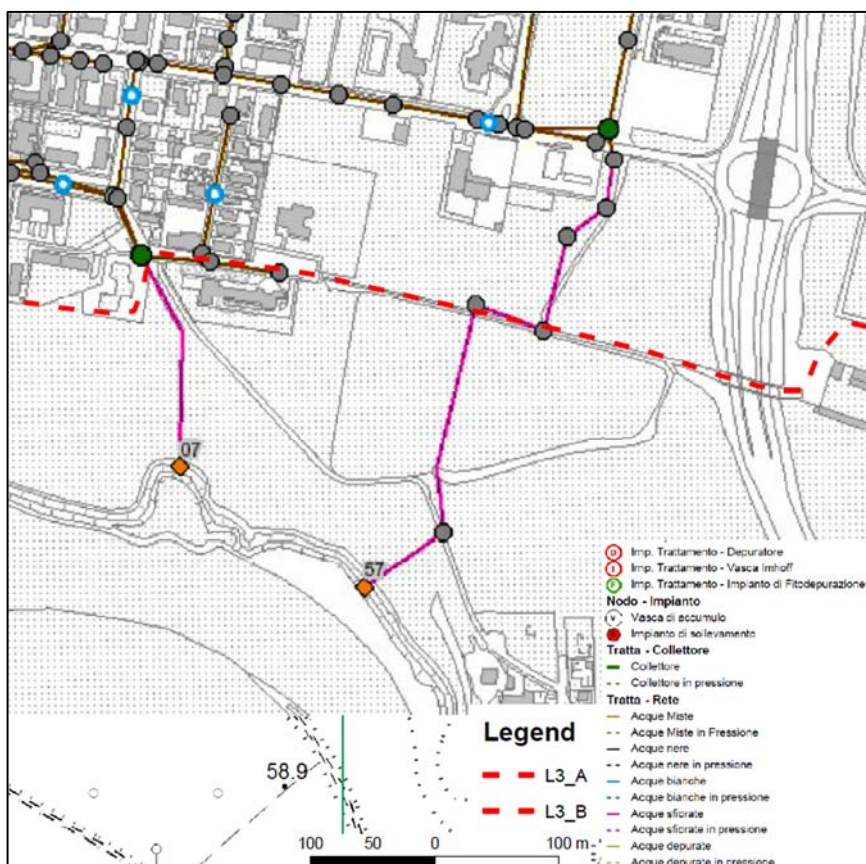 07
57
D Imp. Trattamento - Depuratore
I Imp. Trattamento - Vasca Imhoff
F Imp. Trattamento - Impianto di Fitodepurazione
Nodo - Impianto
V Vasca di accumulo
Impianto di sollevamento
Tratta - Collettore
Collettore
Collettore in pressione
Tratta - Rete
Acque Miste
Acque Miste in Pressione
Acque nere
Acque nere in pressione
Acque bianche
Acque bianche in pressione
Acque sfiorate
Acque sfiorate in pressione
Acque depurate
Acque depurate in pressione
Legend
L3_A
L3_B
58.9
100 50 0 100 m